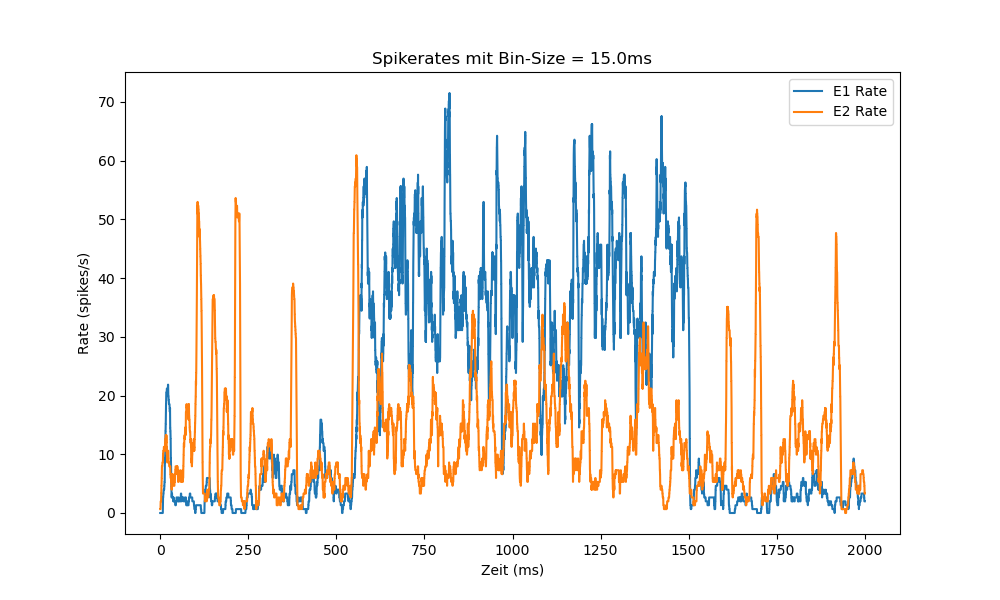 Spikerates mit Bin-Size = 15.0ms
E1 Rate
E2 Rate
70
60
50
40
30
20
10
0
Rate (spikes/s)
0 250 500 750 1000 1250 1500 1750 2000
Zeit (ms)